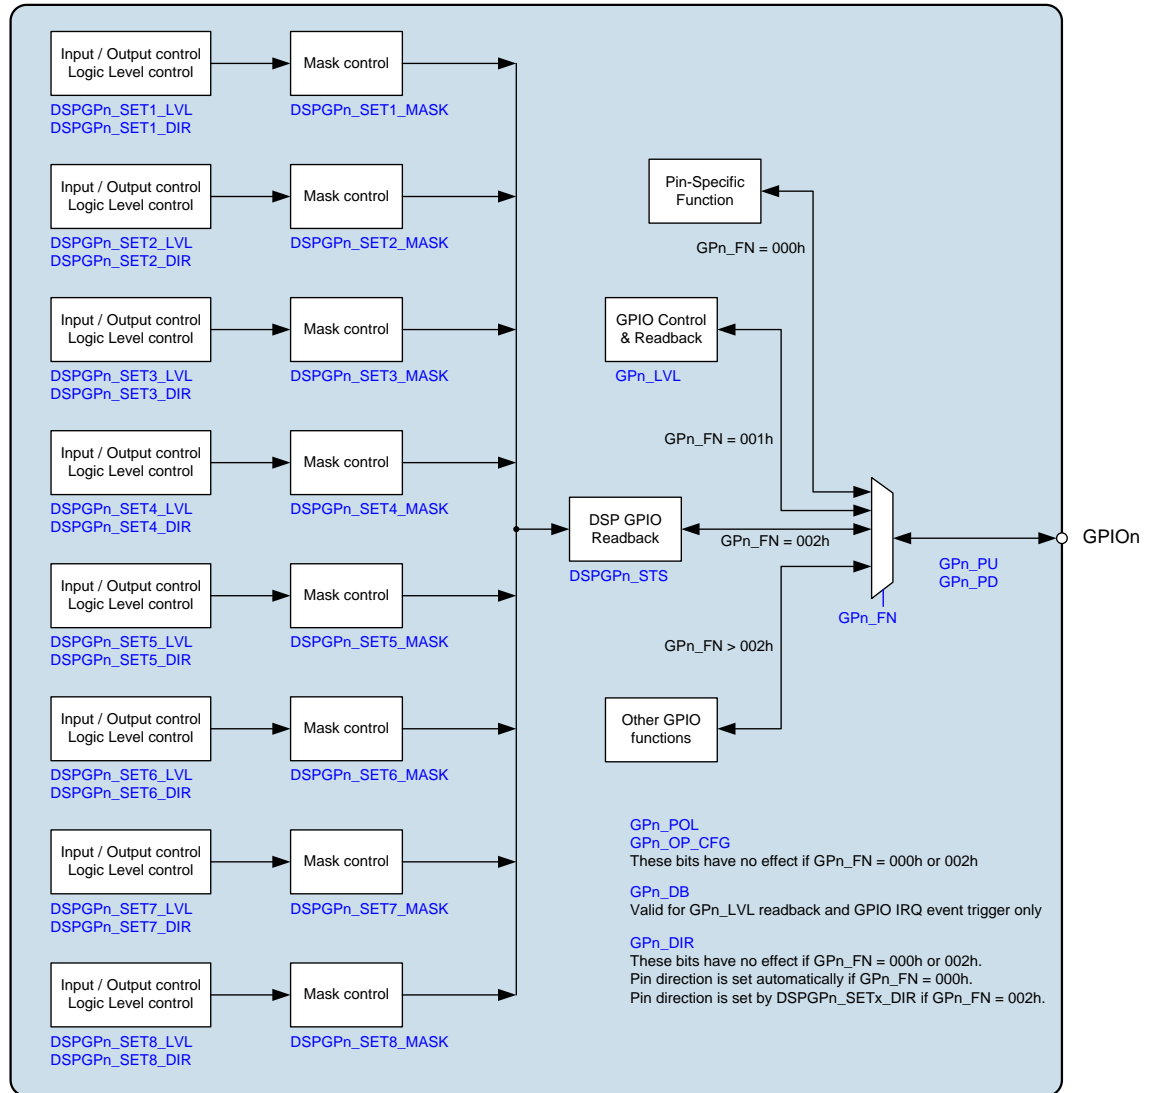 Input / Output control
Logic Level control
DSPGPn_SET1_LVL
DSPGPn_SET1_DIR
Mask control
DSPGPn_SET1_MASK
Input / Output control
Logic Level control
DSPGPn_SET2_LVL
DSPGPn_SET2_DIR
Mask control
DSPGPn_SET2_MASK
Input / Output control
Logic Level control
DSPGPn_SET3_LVL
DSPGPn_SET3_DIR
Mask control
DSPGPn_SET3_MASK
Input / Output control
Logic Level control
DSPGPn_SET4_LVL
DSPGPn_SET4_DIR
Mask control
DSPGPn_SET4_MASK
Input / Output control
Logic Level control
DSPGPn_SET5_LVL
DSPGPn_SET5_DIR
Mask control
DSPGPn_SET5_MASK
Input / Output control
Logic Level control
DSPGPn_SET6_LVL
DSPGPn_SET6_DIR
Mask control
DSPGPn_SET6_MASK
Input / Output control
Logic Level control
DSPGPn_SET7_LVL
DSPGPn_SET7_DIR
Mask control
DSPGPn_SET7_MASK
Input / Output control
Logic Level control
DSPGPn_SET8_LVL
DSPGPn_SET8_DIR
Mask control
DSPGPn_SET8_MASK
Pin-Specific
Function
GPn_FN = 000h
GPIO Control
& Readback
GPn_LVL
GPn_FN = 001h
DSP GPIO
Readback
DSPGPn_STS
GPn_FN = 002h
GPn_FN > 002h
Other GPIO
functions
GPn_FN
GPn_PU
GPn_PD
GPIOn
GPn_POL
GPn_OP_CFG
These bits have no effect if GPn_FN = 000h or 002h
GPn_DB
Valid for GPn_LVL readback and GPIO IRQ event trigger only
GPn_DIR
These bits have no effect if GPn_FN = 000h or 002h.
Pin direction is set automatically if GPn_FN = 000h.
Pin direction is set by DSPGPn_SETx_DIR if GPn_FN = 002h.